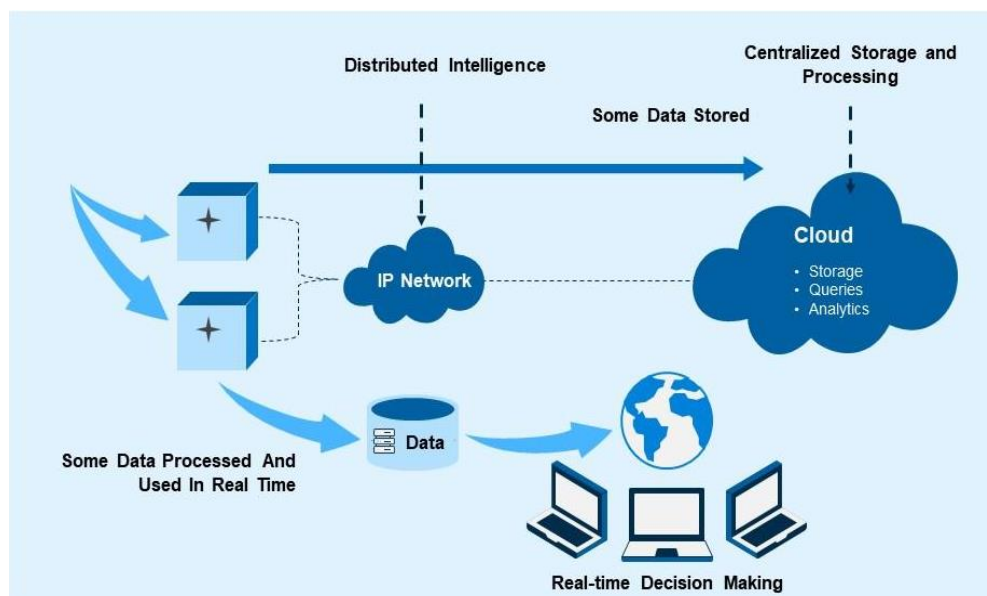 Distributed Intelligence
Centralized Storage and
Processing
Some Data Stored
Cloud
• Storage
• Queries
• Analytics
IP Network
Data
Some Data Processed And
Used In Real Time
Real-time Decision Making